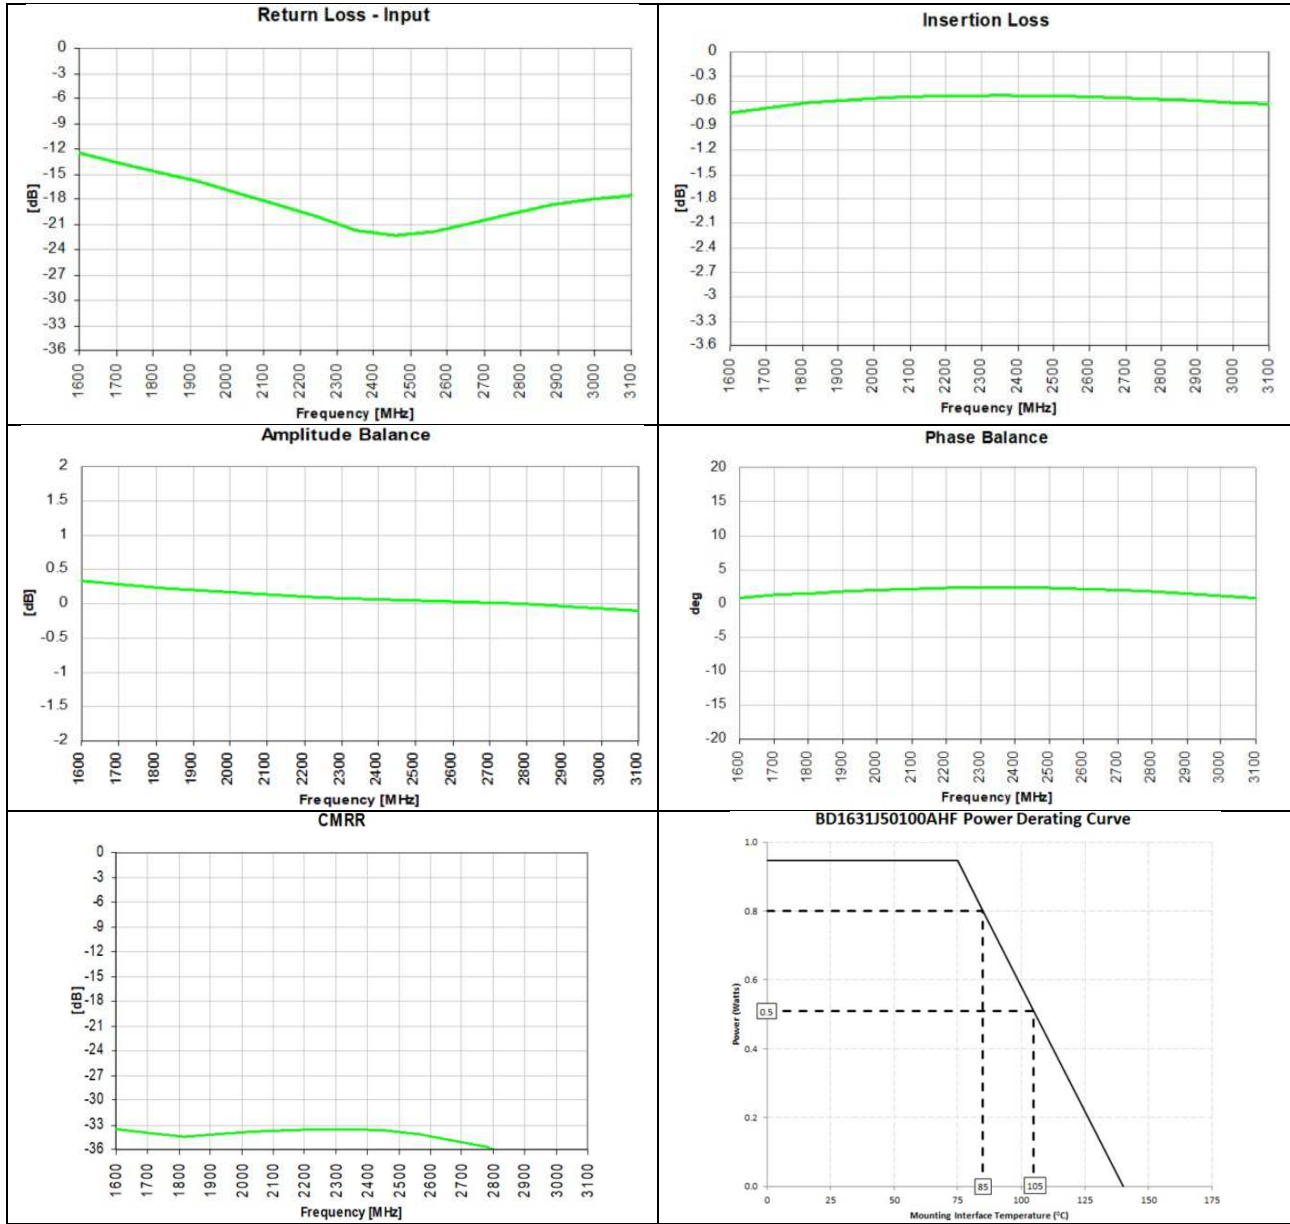 Return Loss - Input
0
-3
-6
-9
-12
-15
-18
-21
-24
-27
-30
-33
-36
[dB]
1600 1700 1800 1900 2000 2100 2200 2300 2400 2500 2600 2700 2800 2900 3000 3100
Frequency [MHz]
Insertion Loss
0
-0.3
-0.6
-0.9
-1.2
-1.5
-1.8
-2.1
-2.4
-2.7
-3
-3.3
-3.6
[dB]
1600 1700 1800 1900 2000 2100 2200 2300 2400 2500 2600 2700 2800 2900 3000 3100
Frequency [MHz]
Amplitude Balance
2
1.5
1
0.5
0
-0.5
-1
-1.5
-2
[dB]
1600 1700 1800 1900 2000 2100 2200 2300 2400 2500 2600 2700 2800 2900 3000 3100
Frequency [MHz]
Phase Balance
20
15
10
5
0
-5
-10
-15
-20
deg
1600 1700 1800 1900 2000 2100 2200 2300 2400 2500 2600 2700 2800 2900 3000 3100
Frequency [MHz]
CMRR
0
-3
-6
-9
-12
-15
-18
-21
-24
-27
-30
-33
-36
[dB]
1600 1700 1800 1900 2000 2100 2200 2300 2400 2500 2600 2700 2800 2900 3000 3100
Frequency [MHz]
BD1631J50100AHF Power Derating Curve
1.0
0.8
0.6
0.5
0.4
0.2
0.0
Power (Watts)
85 105
0 25 50 75 100 125 150 175
Mounting Interface Temperature (°C)